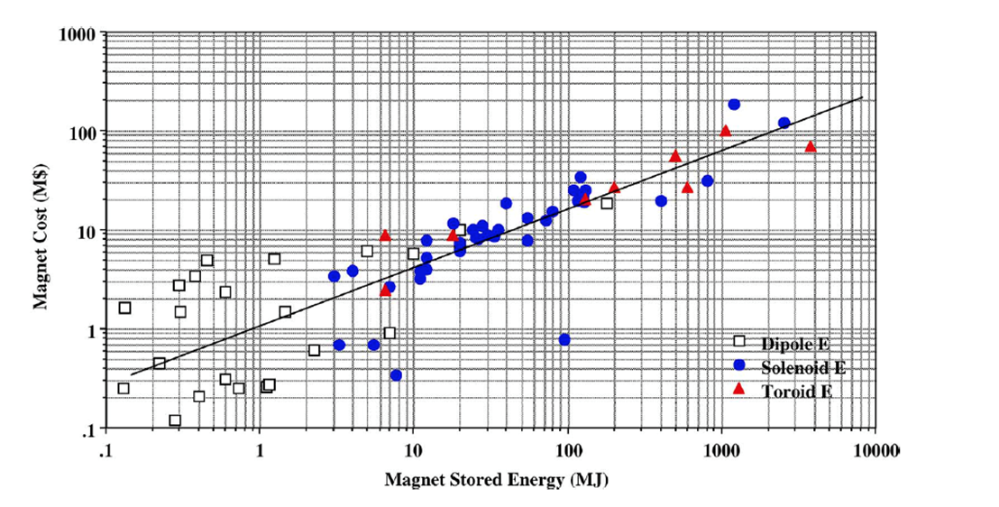 1000
100
10
1
.1
Magnet Cost (M$)
Dipole E
Solenoid E
Toroid E
.1 1 10 100 1000 10000
Magnet Stored Energy (MJ)